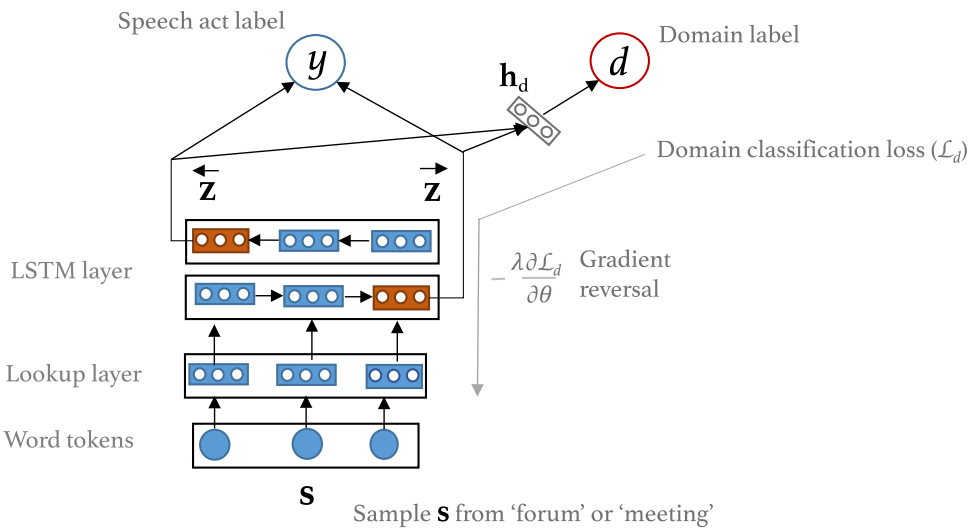 Speech act label
y
d
Domain label
h_d
Domain classification loss (ℒ_d)
z⃖
z⃗
LSTM layer
− λ∂ℒ_d / ∂θ
Gradient
reversal
Lookup layer
Word tokens
s
Sample s from ‘forum’ or ‘meeting’